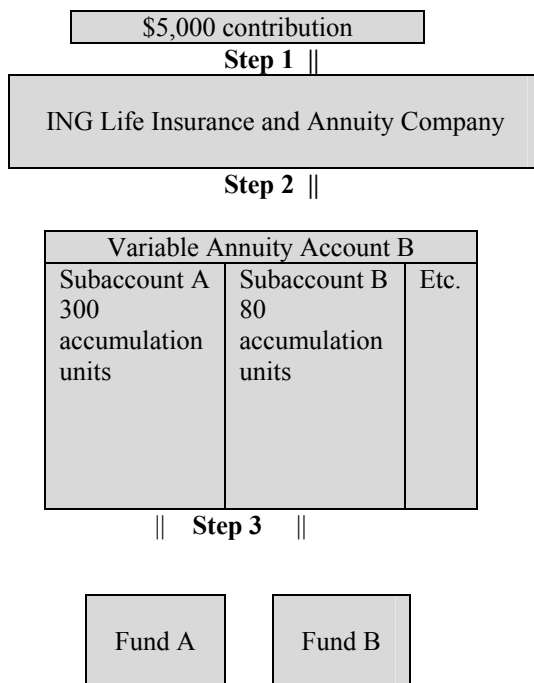 $5,000 contribution
Step 1 ||
ING Life Insurance and Annuity Company
Step 2 ||
Variable Annuity Account B
Subaccount A
300
accumulation
units
Subaccount B
80
accumulation
units
Etc.
|| Step 3 ||
Fund A
Fund B